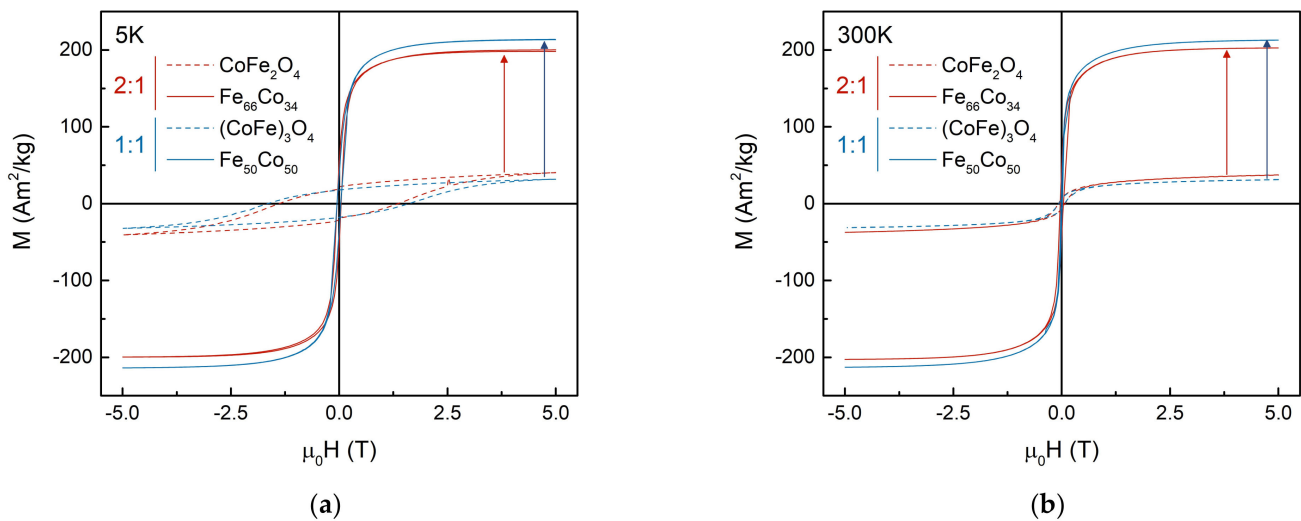 5K
2:1
CoFe₂O₄
Fe₆₆Co₃₄
1:1
(CoFe)₃O₄
Fe₅₀Co₅₀
M (Am²/kg)
200
100
0
-100
-200
-5.0 -2.5 0.0 2.5 5.0
μ₀H (T)
(a)
300K
2:1
CoFe₂O₄
Fe₆₆Co₃₄
1:1
(CoFe)₃O₄
Fe₅₀Co₅₀
M (Am²/kg)
200
100
0
-100
-200
-5.0 -2.5 0.0 2.5 5.0
μ₀H (T)
(b)